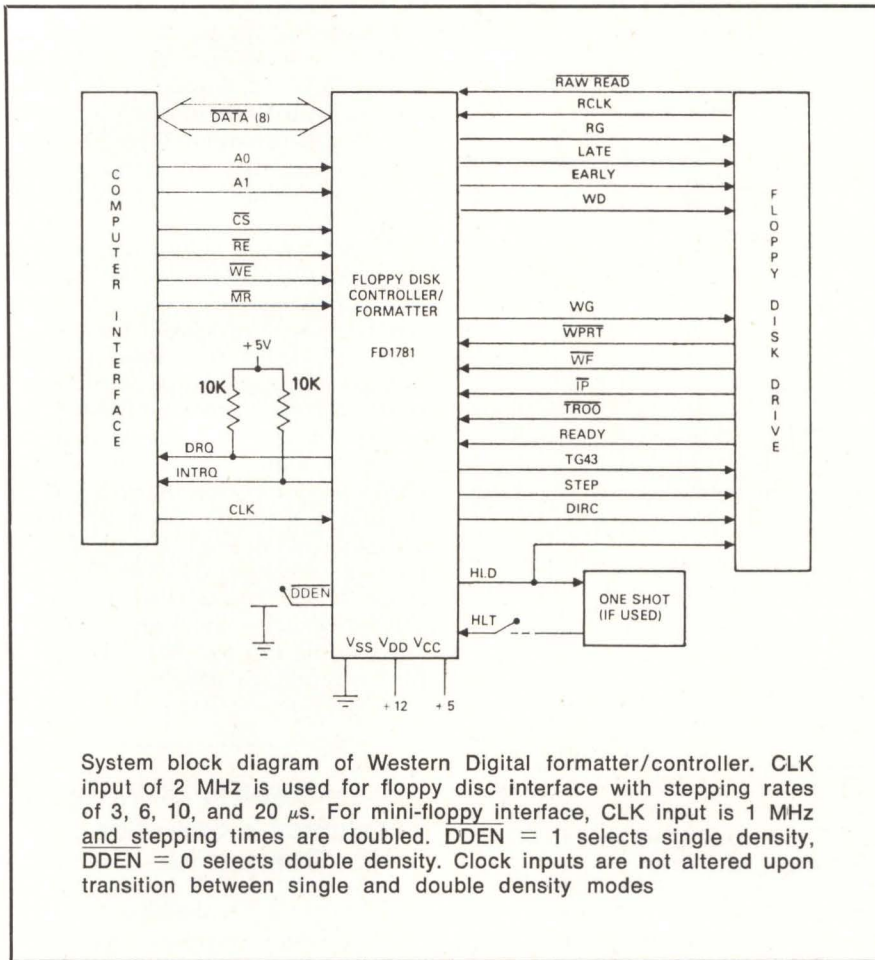 COMPUTER INTERFACE
DATA (8)
A0
A1
CS
RE
WE
MR
+5V
10K
10K
DRQ
INTRQ
CLK
DDEN
FLOPPY DISK
CONTROLLER/
FORMATTER
FD1781
VSS VDD VCC
+12 +5
RAW READ
RCLK
RG
LATE
EARLY
WD
WG
WPRT
WF
IP
TROO
READY
TG43
STEP
DIRC
HLD
HLT
ONE SHOT
(IF USED)
FLOPPY DISK DRIVE
System block diagram of Western Digital formatter/controller. CLK
input of 2 MHz is used for floppy disc interface with stepping rates
of 3, 6, 10, and 20 μs. For mini-floppy interface, CLK input is 1 MHz
and stepping times are doubled. DDEN = 1 selects single density,
DDEN = 0 selects double density. Clock inputs are not altered upon
transition between single and double density modes